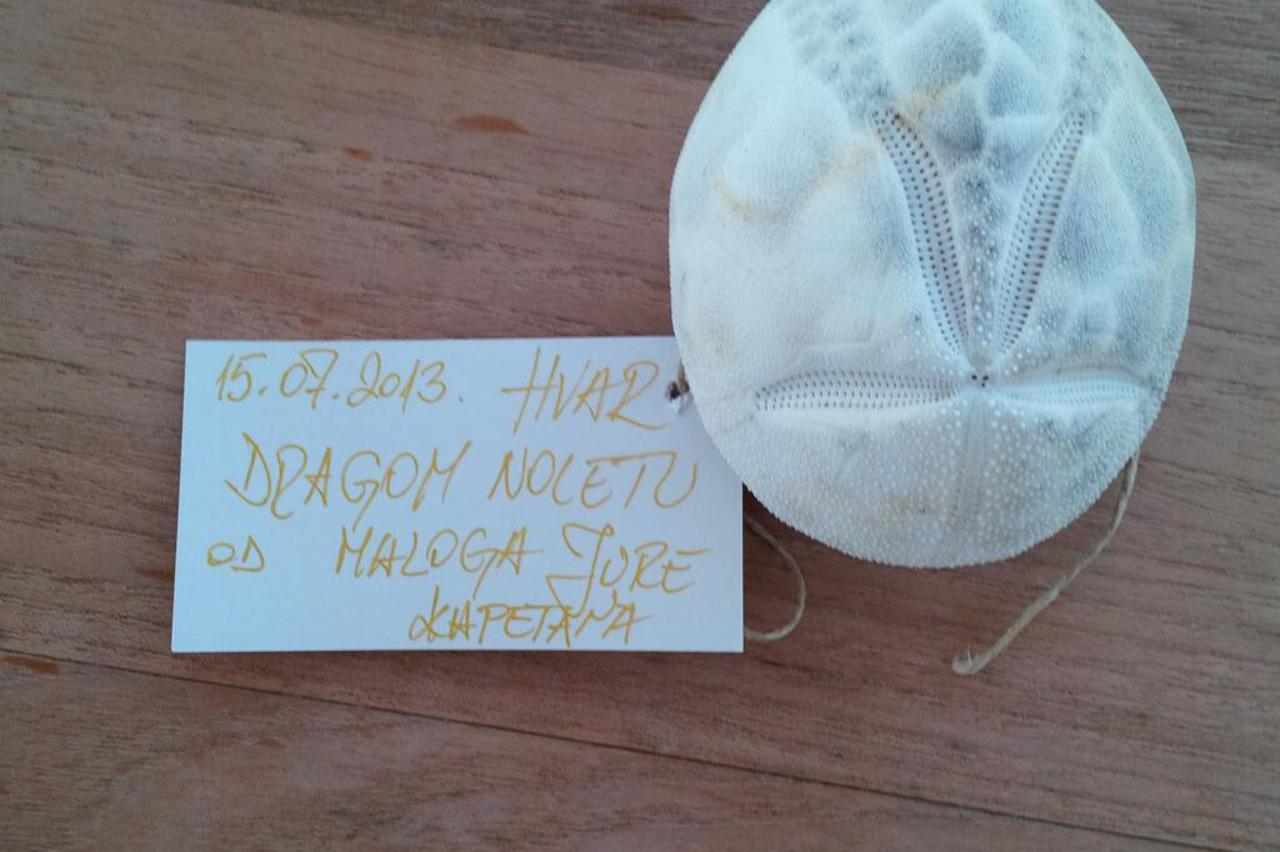 15.07.2013. HVAR
DRAGOM NOLETU
OD MALOGA JURE
KAPETANA